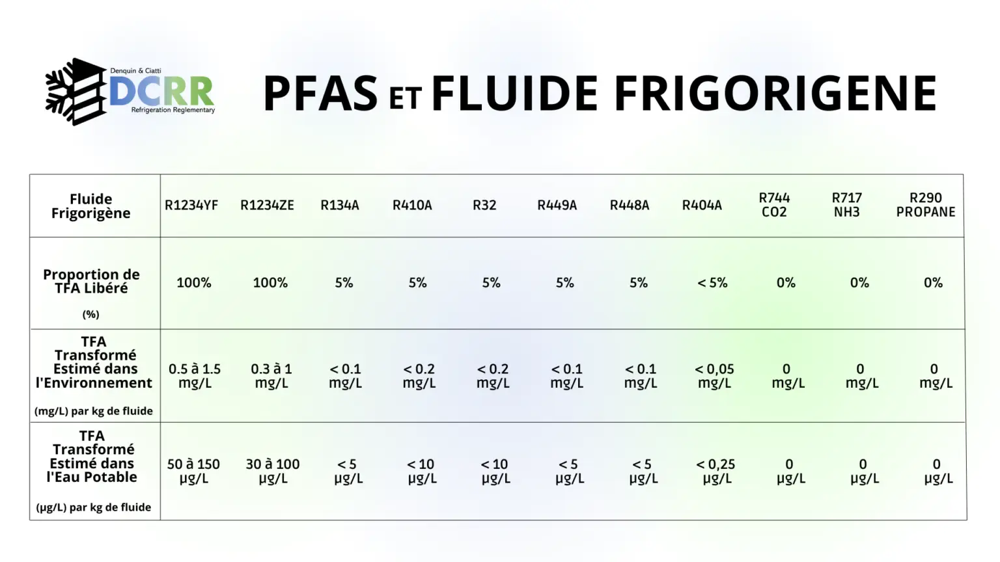 Denquin & Ciatti
DCRR
Refrigeration Reglementary
PFAS ET FLUIDE FRIGORIGENE
Fluide
Frigorigène
R1234YF
R1234ZE
R134A
R410A
R32
R449A
R448A
R404A
R744
CO2
R717
NH3
R290
PROPANE
Proportion de
TFA Libéré
(%)
100%
100%
5%
5%
5%
5%
5%
< 5%
0%
0%
0%
TFA
Transformé
Estimé dans
l'Environnement
(mg/L) par kg de fluide
0.5 à 1.5
mg/L
0.3 à 1
mg/L
< 0.1
mg/L
< 0.2
mg/L
< 0.2
mg/L
< 0.1
mg/L
< 0.1
mg/L
< 0,05
mg/L
0
mg/L
0
mg/L
0
mg/L
TFA
Transformé
Estimé dans
l'Eau Potable
(µg/L) par kg de fluide
50 à 150
µg/L
30 à 100
µg/L
< 5
µg/L
< 10
µg/L
< 10
µg/L
< 5
µg/L
< 5
µg/L
< 0,25
µg/L
0
µg/L
0
µg/L
0
µg/L